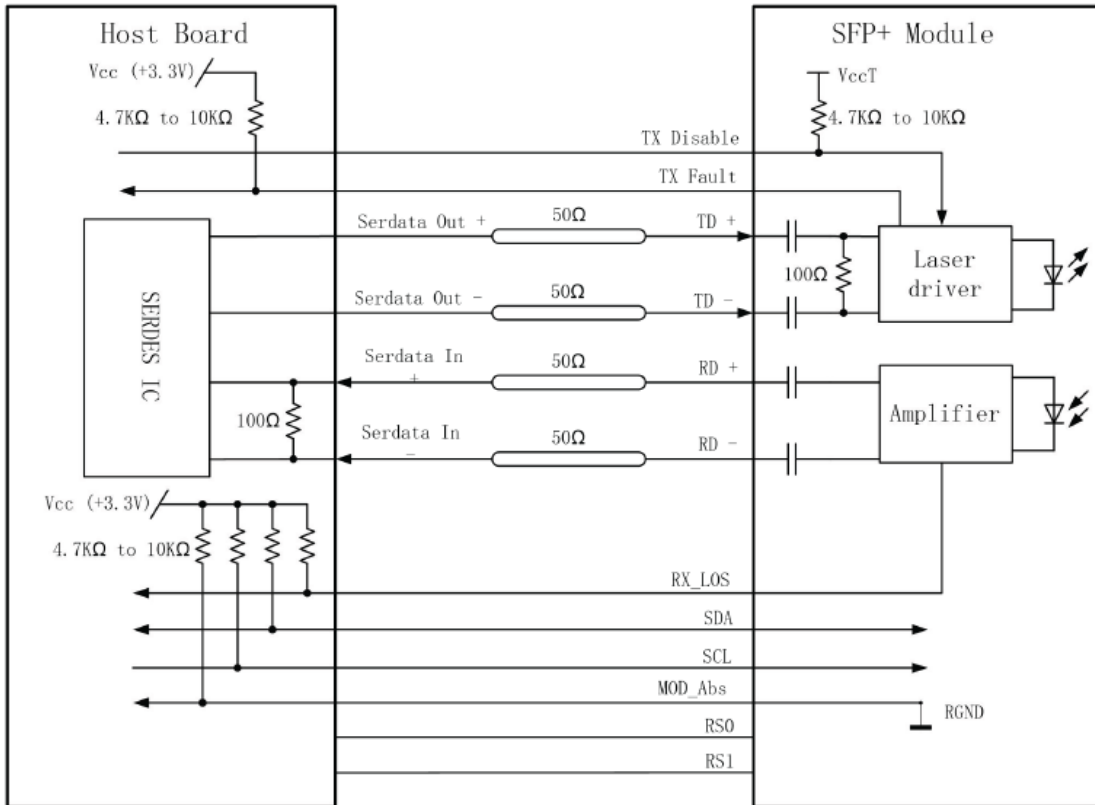 Host Board
SFP+ Module
Vcc (+3.3V)
VccT
4.7KΩ to 10KΩ
4.7KΩ to 10KΩ
TX Disable
TX Fault
Serdata Out +
50Ω
TD +
100Ω
Laser
driver
SERDES IC
Serdata Out -
50Ω
TD -
Serdata In
+
50Ω
RD +
100Ω
Amplifier
Serdata In
-
50Ω
RD -
Vcc (+3.3V)
4.7KΩ to 10KΩ
RX_LOS
SDA
SCL
MOD_Abs
RGND
RS0
RS1